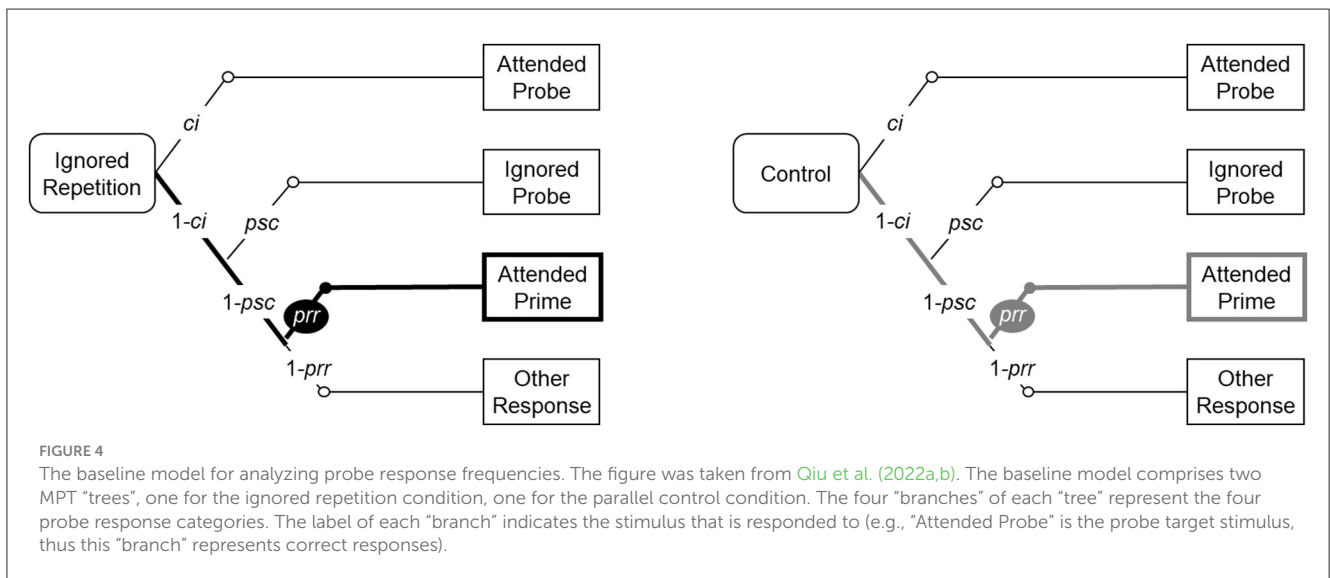 Attended
Probe
ci
Ignored
Repetition
Ignored
Probe
1-ci
psc
Attended
Prime
1-psc
prr
1-prr
Other
Response
Attended
Probe
ci
Control
Ignored
Probe
1-ci
psc
Attended
Prime
1-psc
prr
1-prr
Other
Response
FIGURE 4
The baseline model for analyzing probe response frequencies. The figure was taken from Qiu et al. (2022a,b). The baseline model comprises two
MPT “trees”, one for the ignored repetition condition, one for the parallel control condition. The four “branches” of each “tree” represent the four
probe response categories. The label of each “branch” indicates the stimulus that is responded to (e.g., “Attended Probe” is the probe target stimulus,
thus this “branch” represents correct responses).